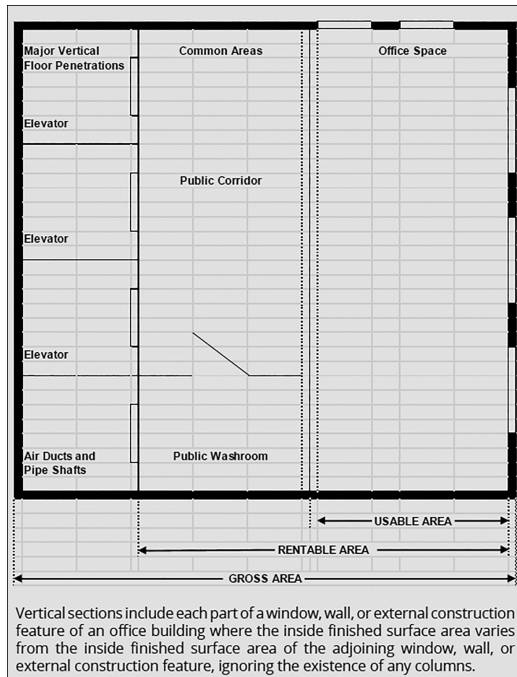 Major Vertical
Floor Penetrations
Common Areas
Office Space
Elevator
Public Corridor
Elevator
Elevator
Air Ducts and
Pipe Shafts
Public Washroom
USABLE AREA
RENTABLE AREA
GROSS AREA
Vertical sections include each part of a window, wall, or external construction
feature of an office building where the inside finished surface area varies
from the inside finished surface area of the adjoining window, wall, or
external construction feature, ignoring the existence of any columns.